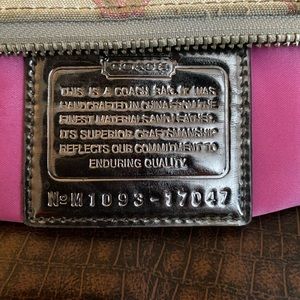 COACH
THIS IS A COACH BAG. IT WAS
HANDCRAFTED IN CHINA FROM THE
FINEST MATERIALS AND LEATHER.
ITS SUPERIOR CRAFTSMANSHIP
REFLECTS OUR COMMITMENT TO
ENDURING QUALITY.
No M1093-17047